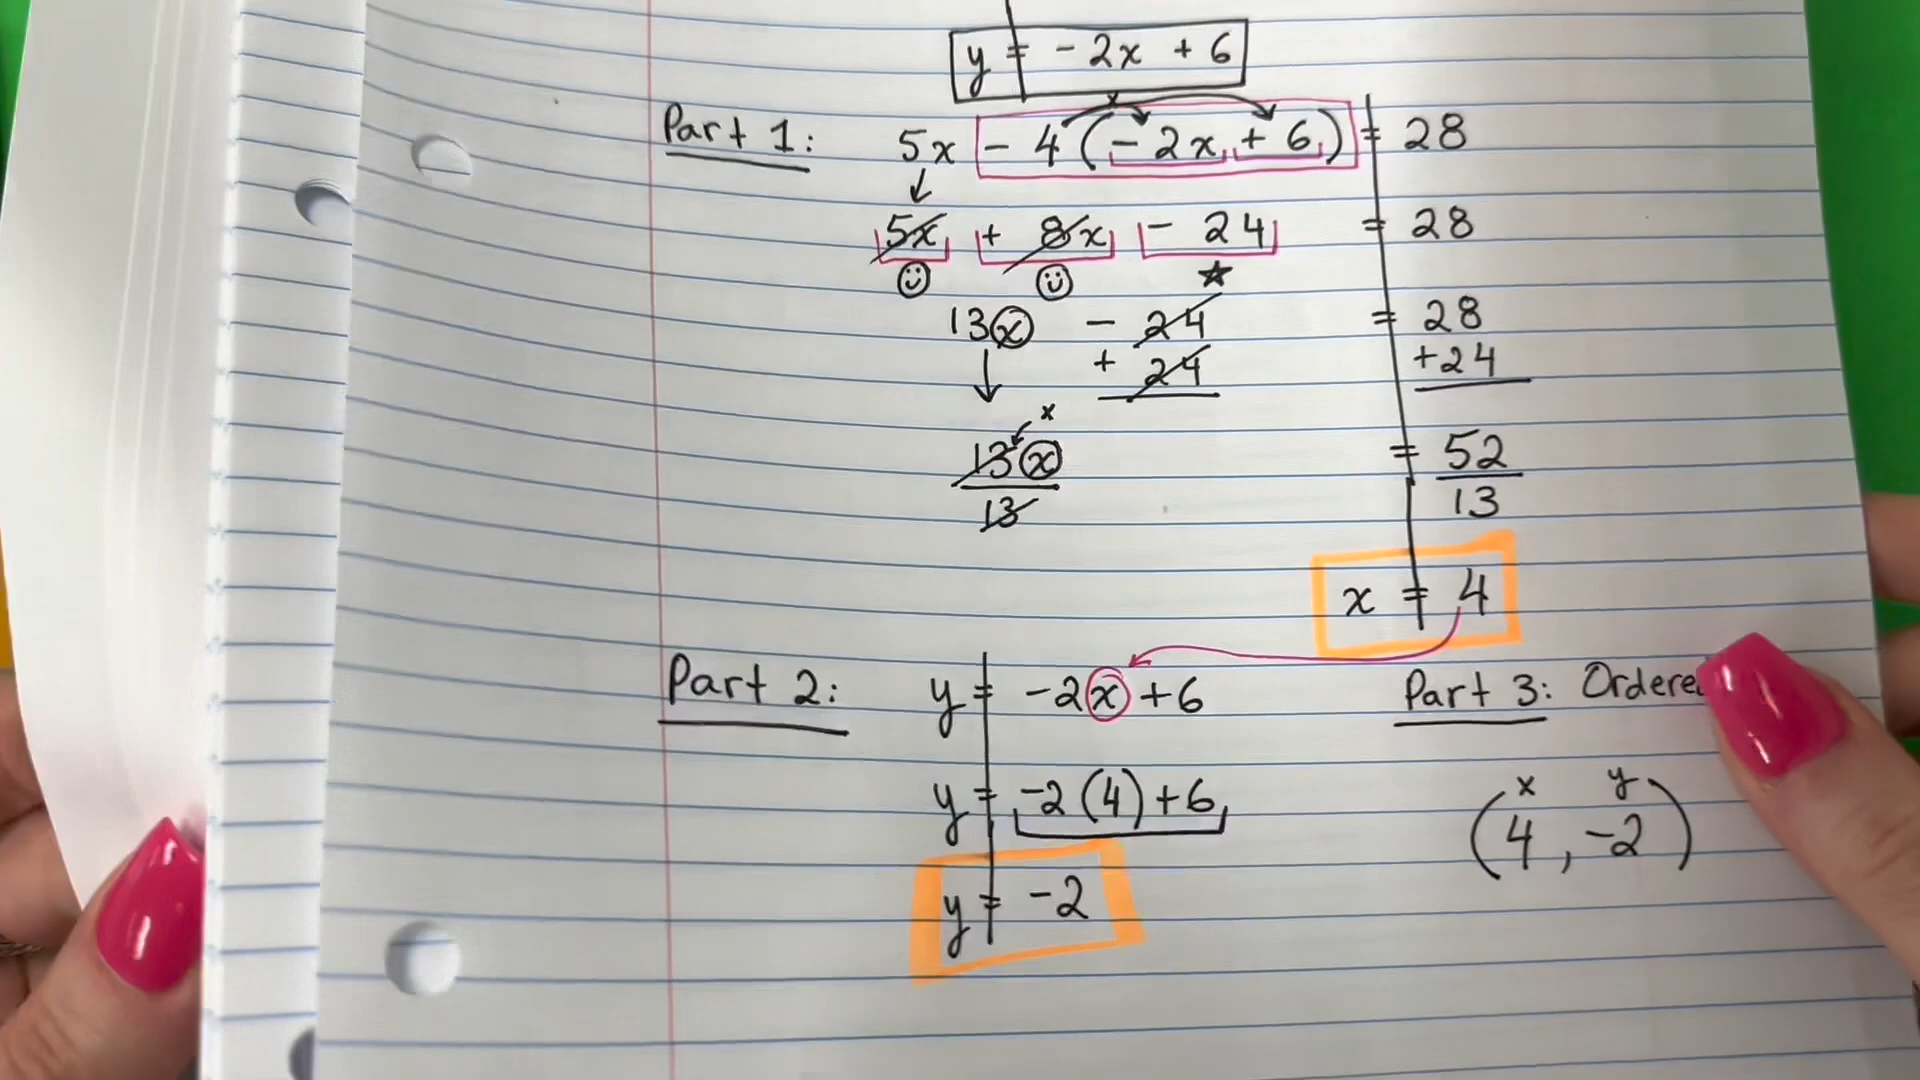 y = -2x + 6
Part 1: 5x - 4(-2x + 6) = 28
5x + 8x - 24 = 28
13x - 24 = 28
+ 24 +24
x
13x = 52
13 13
x = 4
Part 2: y = -2x + 6
y = -2(4) + 6
y = -2
Part 3:
x y
(4, -2)